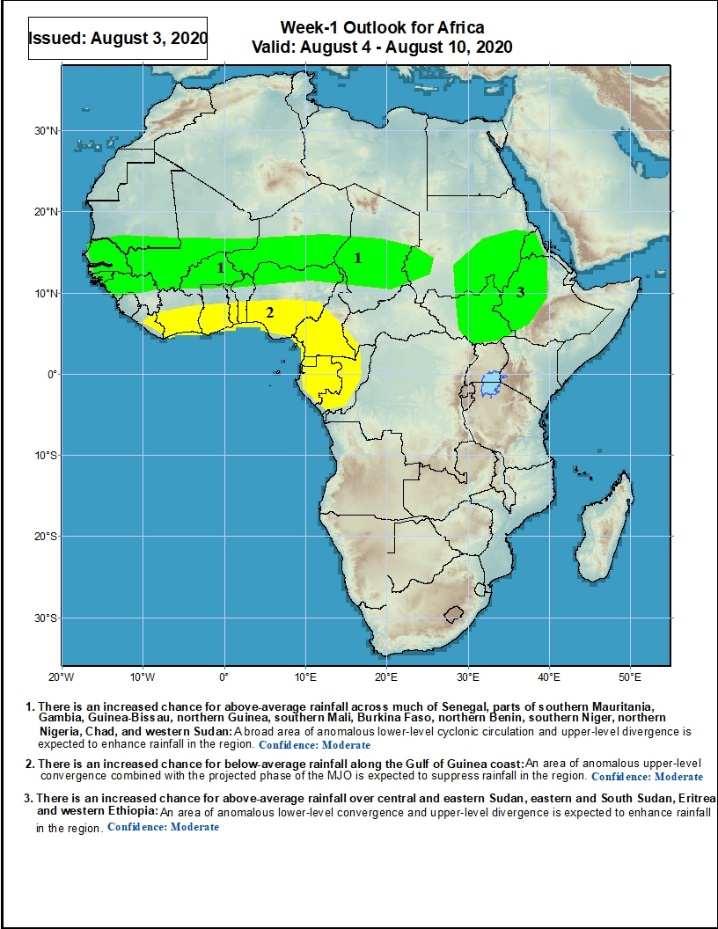 Issued: August 3, 2020
Week-1 Outlook for Africa
Valid: August 4 - August 10, 2020
30°N
20°N
10°N
0°
10°S
20°S
30°S
1
1
2
3
20°W
10°W
0°
10°E
20°E
30°E
40°E
50°E
1. There is an increased chance for above-average rainfall across much of Senegal, parts of southern Mauritania,
Gambia, Guinea-Bissau, northern Guinea, southern Mali, Burkina Faso, northern Benin, southern Niger, northern
Nigeria, Chad, and western Sudan: A broad area of anomalous lower-level cyclonic circulation and upper-level divergence is
expected to enhance rainfall in the region. Confidence: Moderate
2. There is an increased chance for below-average rainfall along the Gulf of Guinea coast: An area of anomalous upper-level
convergence combined with the projected phase of the MJO is expected to suppress rainfall in the region. Confidence: Moderate
3. There is an increased chance for above-average rainfall over central and eastern Sudan, eastern and South Sudan, Eritrea
and western Ethiopia: An area of anomalous lower-level convergence and upper-level divergence is expected to enhance rainfall
in the region. Confidence: Moderate